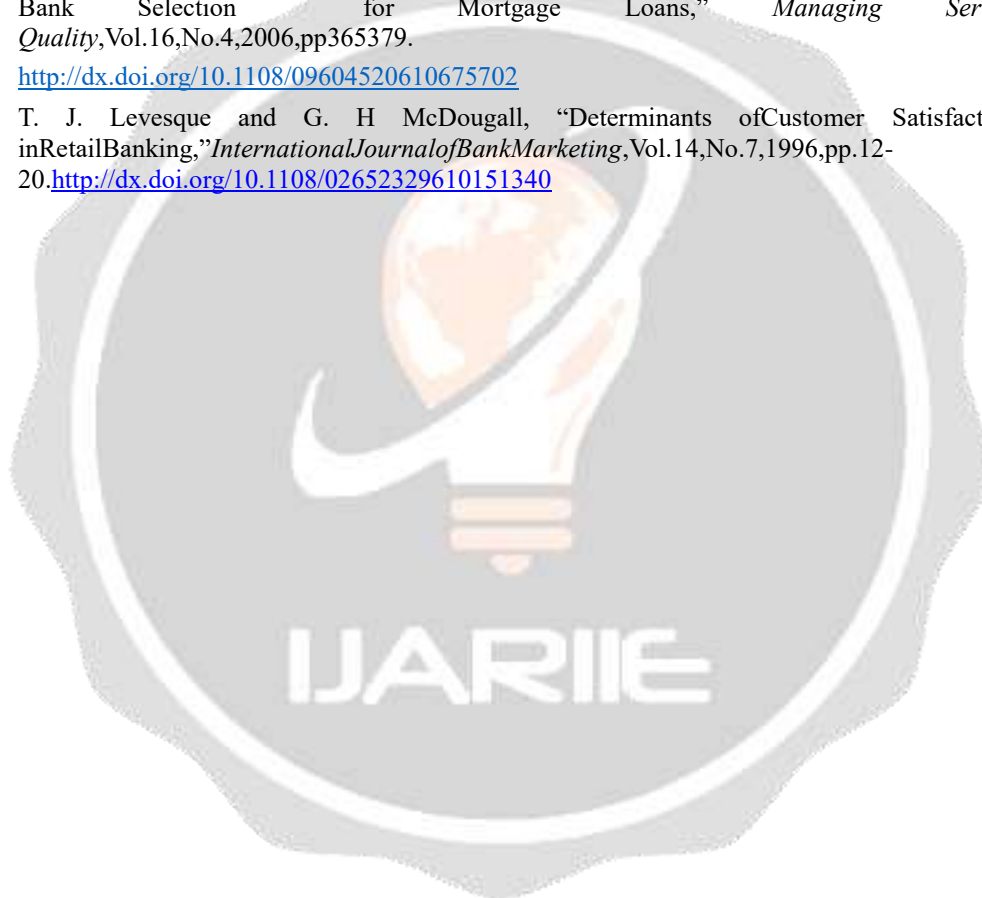 Bank Selection for Mortgage Loans,” Managing Ser
Quality,Vol.16,No.4,2006,pp365379.
http://dx.doi.org/10.1108/09604520610675702
T. J. Levesque and G. H McDougall, “Determinants ofCustomer Satisfact
inRetailBanking,”InternationalJournalofBankMarketing,Vol.14,No.7,1996,pp.12-
20.http://dx.doi.org/10.1108/02652329610151340
IJARIIE